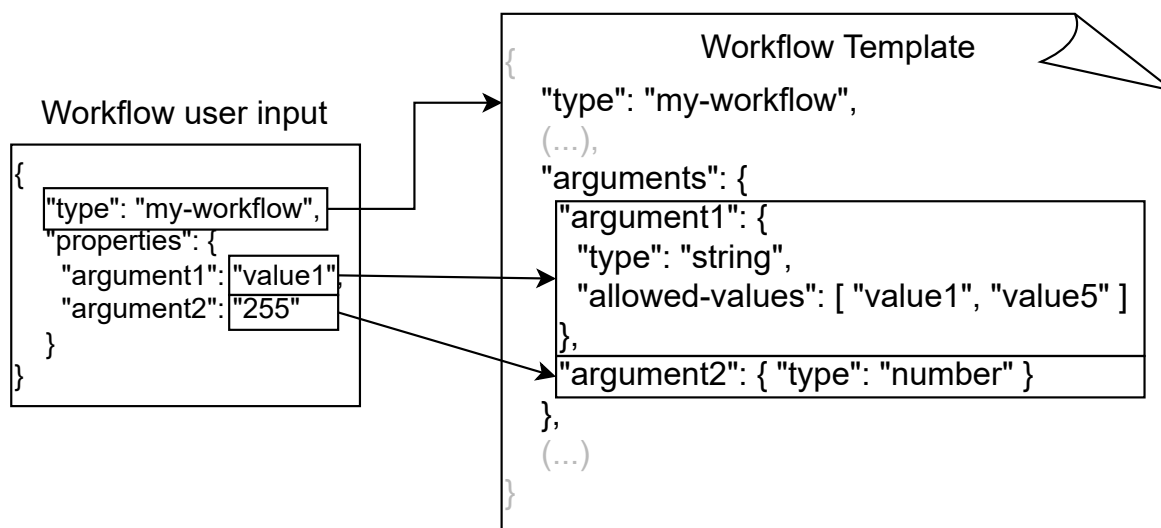 Workflow user input
{
"type": "my-workflow",
"properties": {
"argument1": "value1",
"argument2": "255"
}
}
Workflow Template
{
"type": "my-workflow",
(...),
"arguments": {
"argument1": {
"type": "string",
"allowed-values": [ "value1", "value5" ]
},
"argument2": { "type": "number" }
},
(...)
}